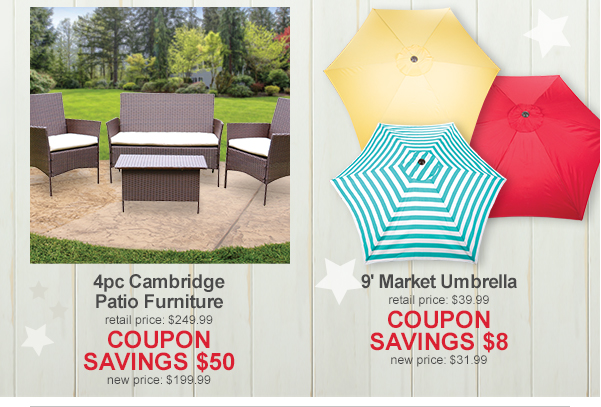 4pc Cambridge
Patio Furniture
retail price: $249.99
COUPON
SAVINGS $50
new price: $199.99
9' Market Umbrella
retail price: $39.99
COUPON
SAVINGS $8
new price: $31.99